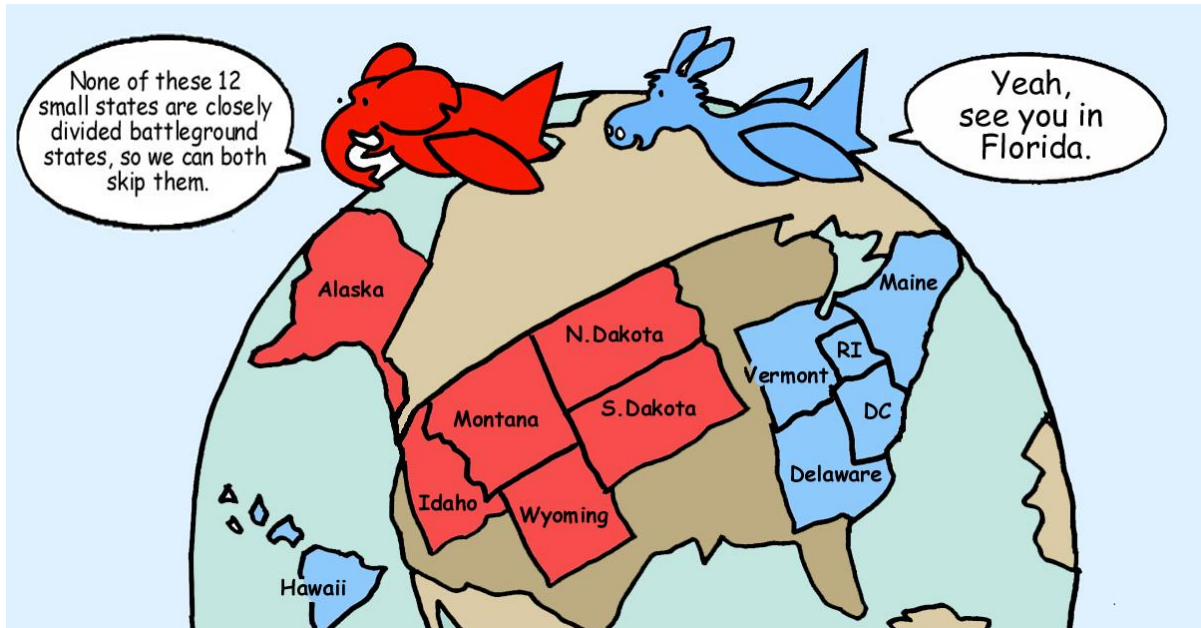 None of these 12
small states are closely
divided battleground
states, so we can both
skip them.
Yeah,
see you in
Florida.
Alaska
Maine
N.Dakota
RI
Vermont
S.Dakota
DC
Montana
Delaware
Idaho
Wyoming
Hawaii